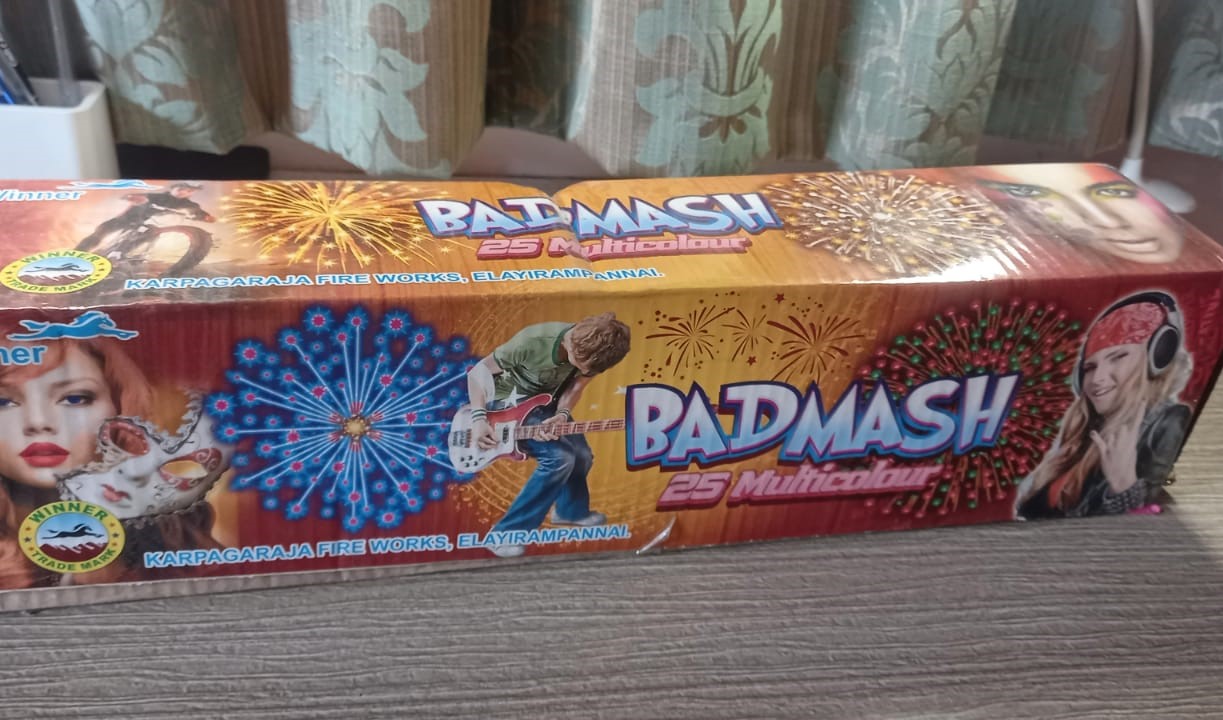 Winner
BADMASH
25 Multicolour
WINNER
TRADE MARK
KARPAGARAJA FIRE WORKS, ELAYIRAMPANNAI.
BADMASH
25 Multicolour
WINNER
TRADE MARK
KARPAGARAJA FIRE WORKS, ELAYIRAMPANNAI.